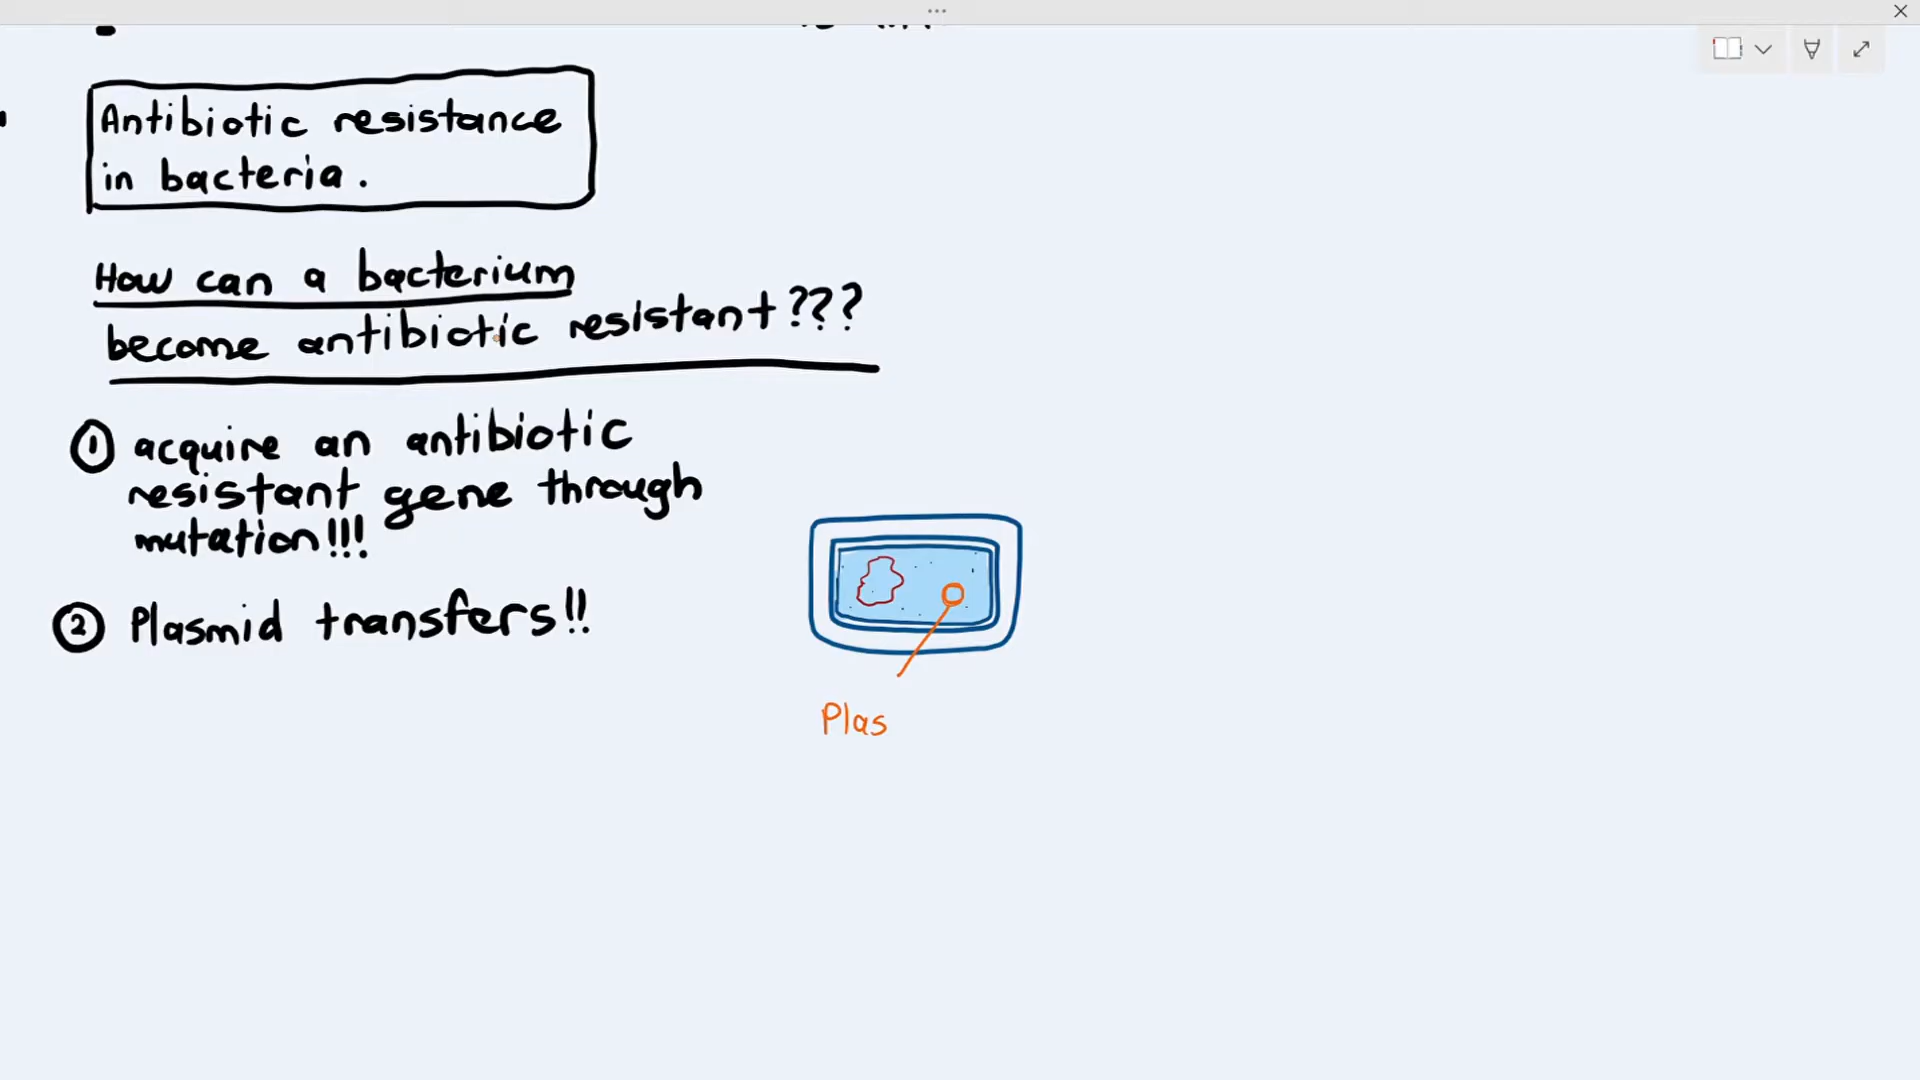 Antibiotic resistance
in bacteria.
How can a bacterium
become antibiotic resistant???
① acquire an antibiotic
resistant gene through
mutation!!!
② Plasmid transfers!!
Plas